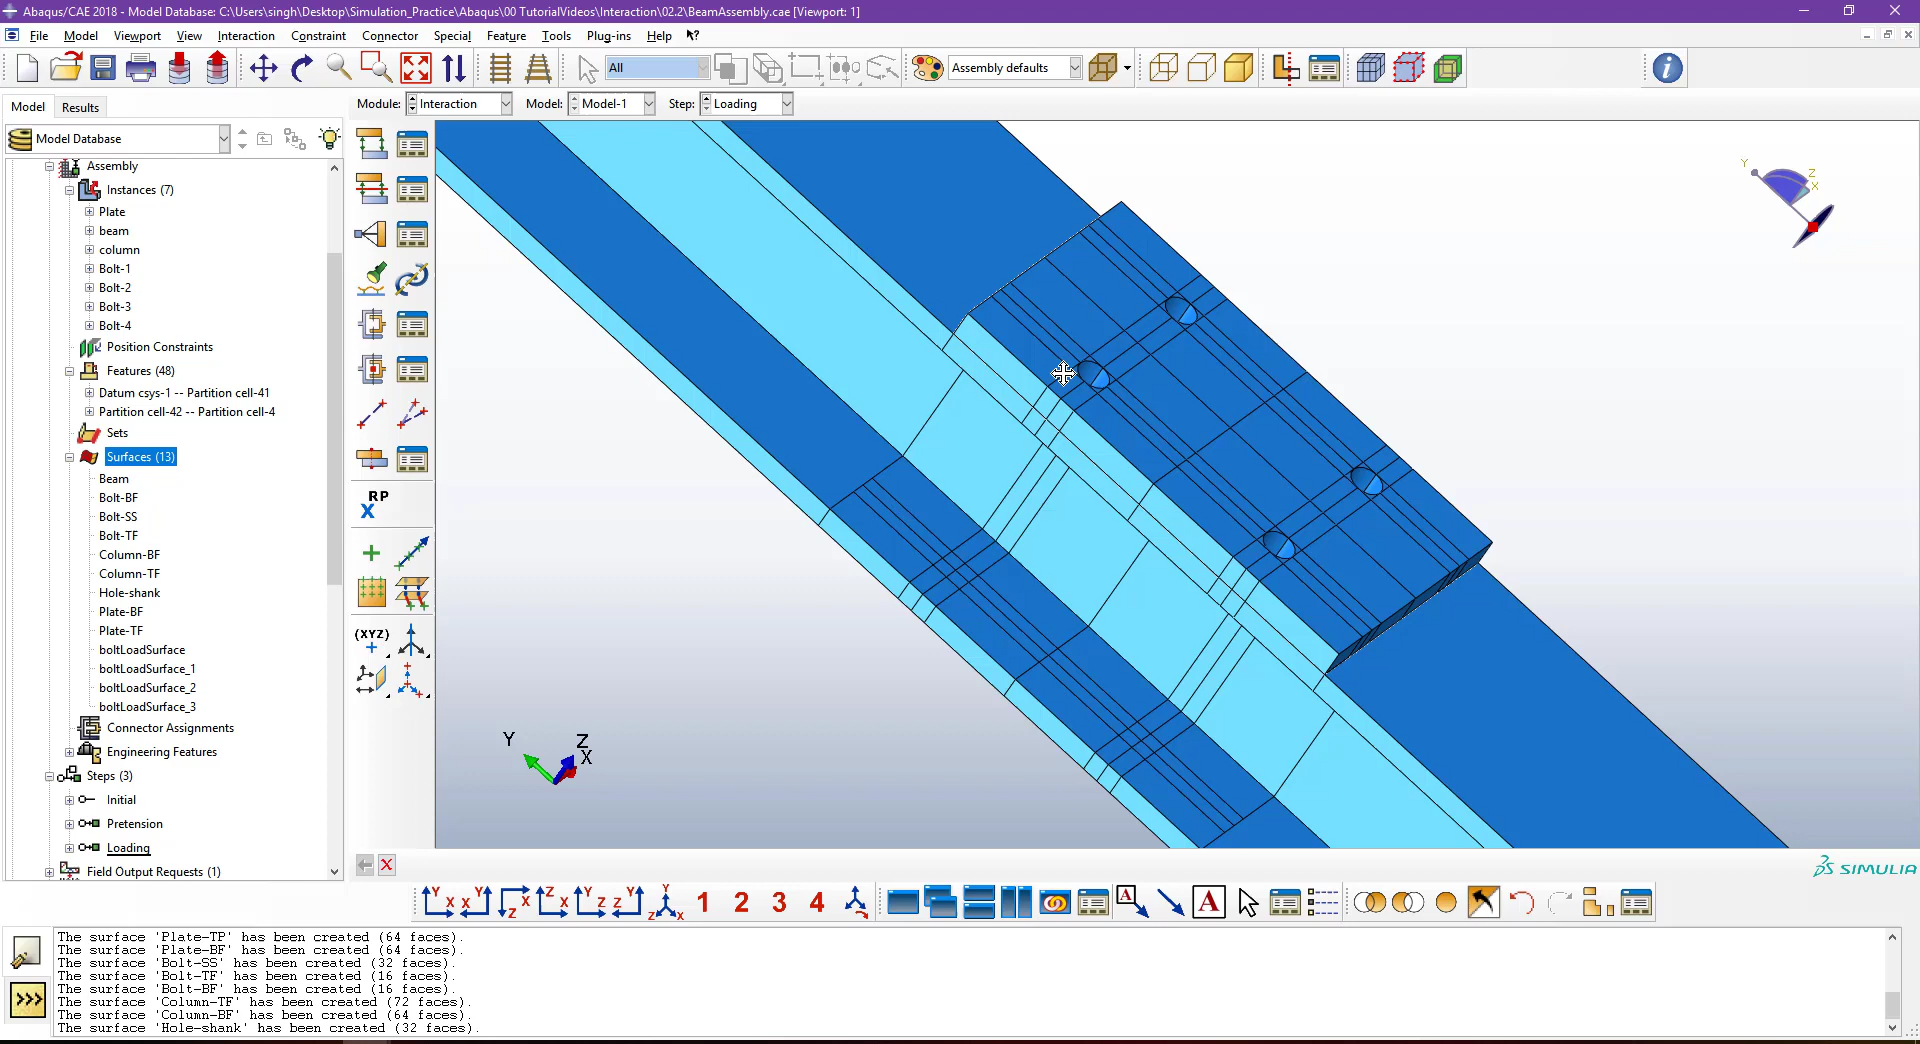 Abaqus/CAE 2018 - Model Database: C:\Users\singh\Desktop\Simulation_Practice\Abaqus\00 TutorialVideos\Interaction\02.2\BeamAssembly.cae [Viewport: 1]
File Model Viewport View Interaction Constraint Connector Special Feature Tools Plug-ins Help
All
Assembly defaults
Model Results
Module: Interaction Model: Model-1 Step: Loading
Model Database
Assembly
Instances (7)
Plate
beam
column
Bolt-1
Bolt-2
Bolt-3
Bolt-4
Position Constraints
Features (48)
Datum csys-1 -- Partition cell-41
Partition cell-42 -- Partition cell-4
Sets
Surfaces (13)
Beam
Bolt-BF
Bolt-SS
Bolt-TF
Column-BF
Column-TF
Hole-shank
Plate-BF
Plate-TF
boltLoadSurface
boltLoadSurface_1
boltLoadSurface_2
boltLoadSurface_3
Connector Assignments
Engineering Features
Steps (3)
Initial
Pretension
Loading
Field Output Requests (1)
RP
X
(XYZ)
Y
Z
X
Y
Z
X
SIMULIA
1 2 3 4
A
A
The surface 'Plate-TP' has been created (64 faces).
The surface 'Plate-BF' has been created (64 faces).
The surface 'Bolt-SS' has been created (32 faces).
The surface 'Bolt-TF' has been created (16 faces).
The surface 'Bolt-BF' has been created (16 faces).
The surface 'Column-TF' has been created (72 faces).
The surface 'Column-BF' has been created (64 faces).
The surface 'Hole-shank' has been created (32 faces).